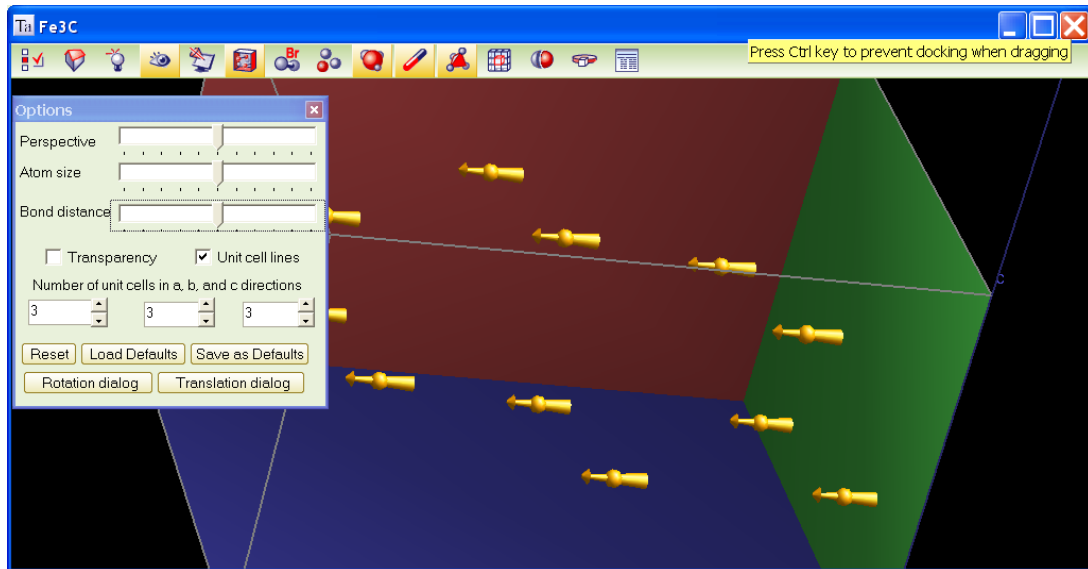 Ta Fe3C
Press Ctrl key to prevent docking when dragging
Br
Options
Perspective
Atom size
Bond distance
Transparency Unit cell lines
Number of unit cells in a, b, and c directions
3 3 3
Reset Load Defaults Save as Defaults
Rotation dialog Translation dialog
c